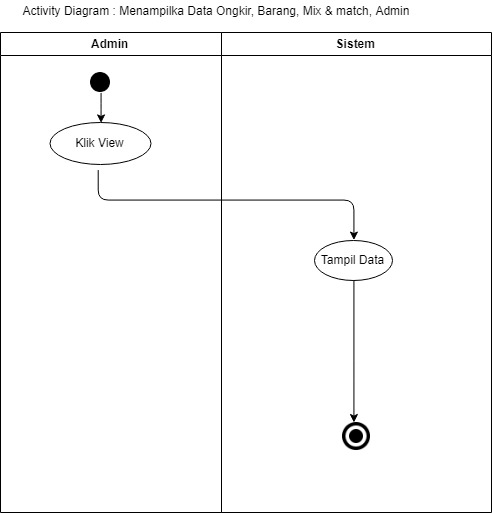 Activity Diagram : Menampilka Data Ongkir, Barang, Mix & match, Admin
Admin
Sistem
Klik View
Tampil Data